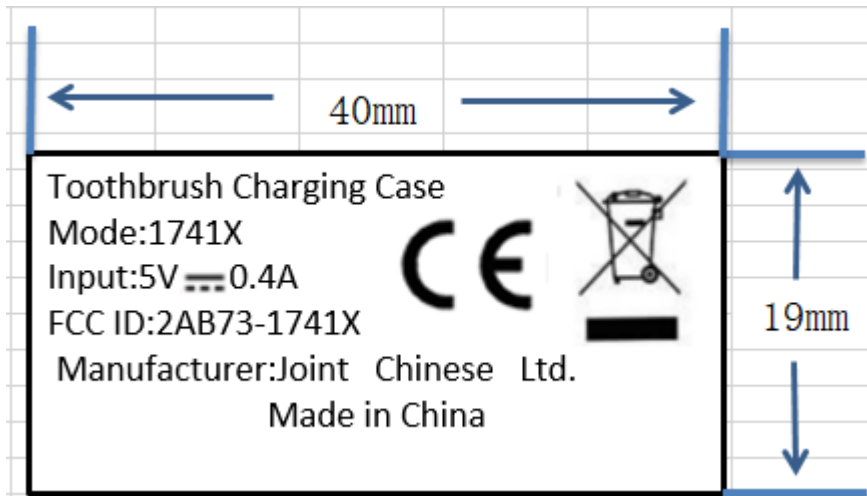 40mm
Toothbrush Charging Case
Mode:1741X
Input:5V ⎓ 0.4A
FCC ID:2AB73-1741X
Manufacturer:Joint Chinese Ltd.
Made in China
CE
19mm